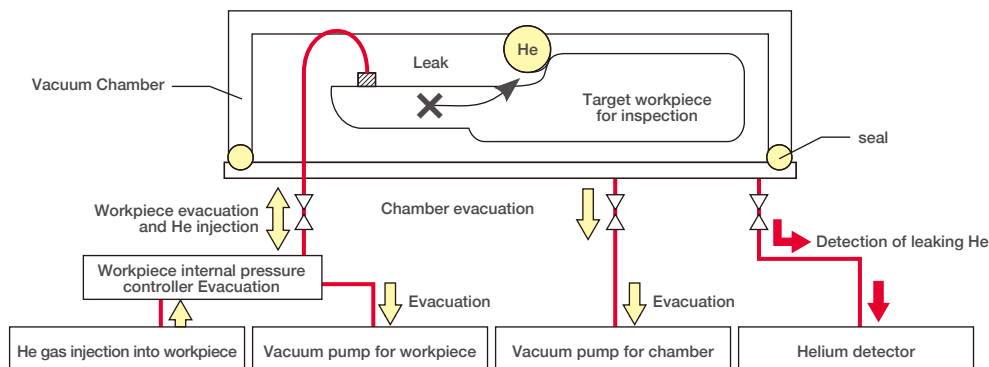 He
Leak
Vacuum Chamber
Target workpiece
for inspection
seal
Workpiece evacuation
and He injection
Chamber evacuation
Detection of leaking He
Workpiece internal pressure
controller Evacuation
Evacuation
Evacuation
He gas injection into workpiece
Vacuum pump for workpiece
Vacuum pump for chamber
Helium detector